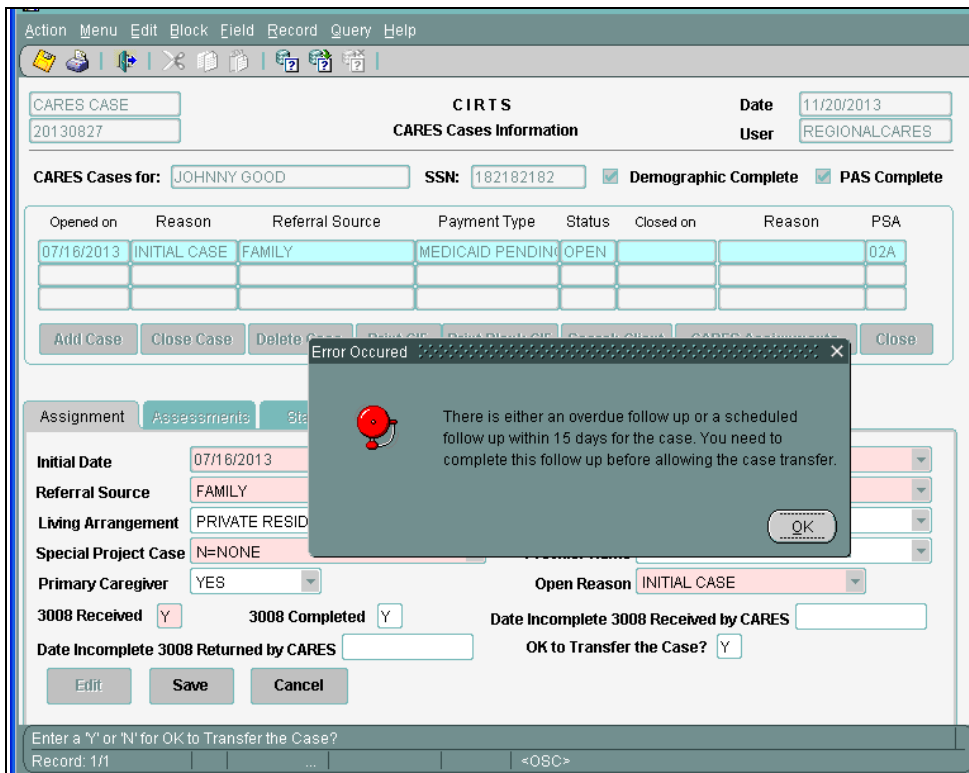 Action Menu Edit Block Field Record Query Help
CARES CASE CIRTS Date 11/20/2013
20130827 CARES Cases Information User REGIONALCARES
CARES Cases for: JOHNNY GOOD SSN: 182182182 Demographic Complete PAS Complete
Opened on Reason Referral Source Payment Type Status Closed on Reason PSA
07/16/2013 INITIAL CASE FAMILY MEDICAID PENDING OPEN 02A
Add Case Close Case Delete Close
Error Occured
There is either an overdue follow up or a scheduled
follow up within 15 days for the case. You need to
complete this follow up before allowing the case transfer.
OK
Assignment Assessments
Initial Date 07/16/2013
Referral Source FAMILY
Living Arrangement PRIVATE RESID
Special Project Case N=NONE
Primary Caregiver YES Open Reason INITIAL CASE
3008 Received Y 3008 Completed Y Date Incomplete 3008 Received by CARES
Date Incomplete 3008 Returned by CARES OK to Transfer the Case? Y
Edit Save Cancel
Enter a 'Y' or 'N' for OK to Transfer the Case?
Record: 1/1 ... <OSC>